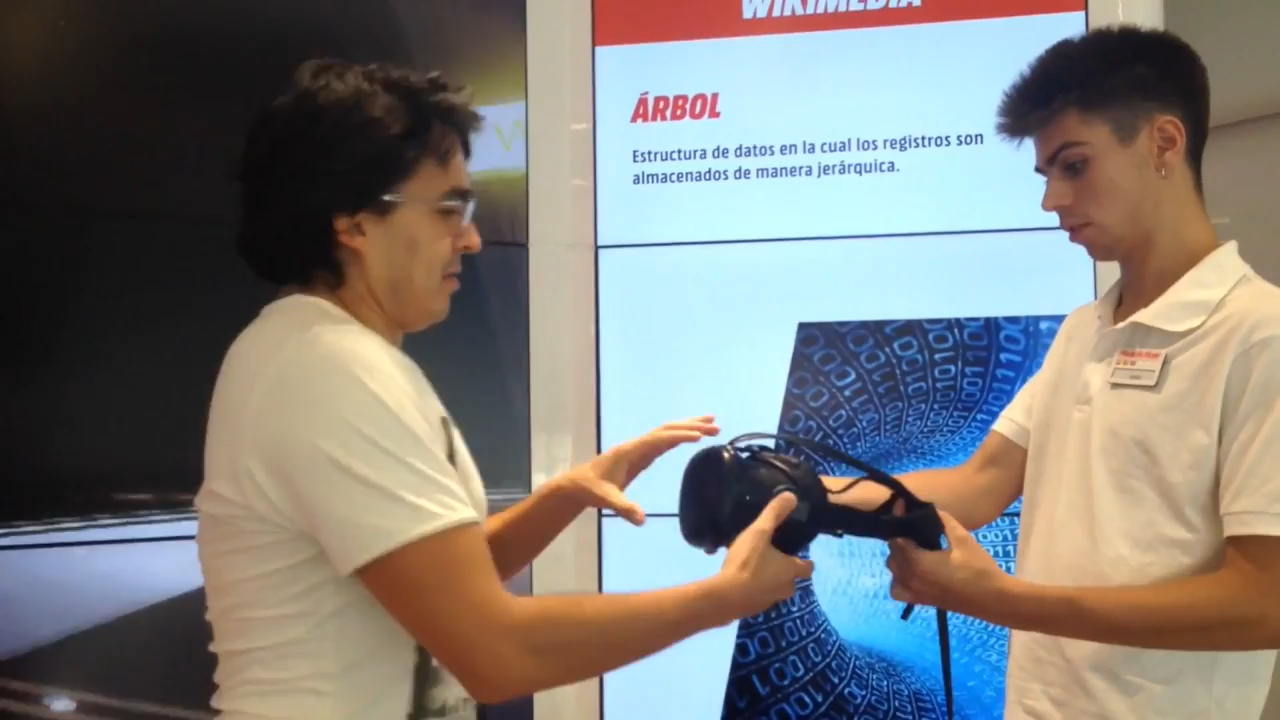 WIKIMEDIA
ÁRBOL
Estructura de datos en la cual los registros son
almacenados de manera jerárquica.